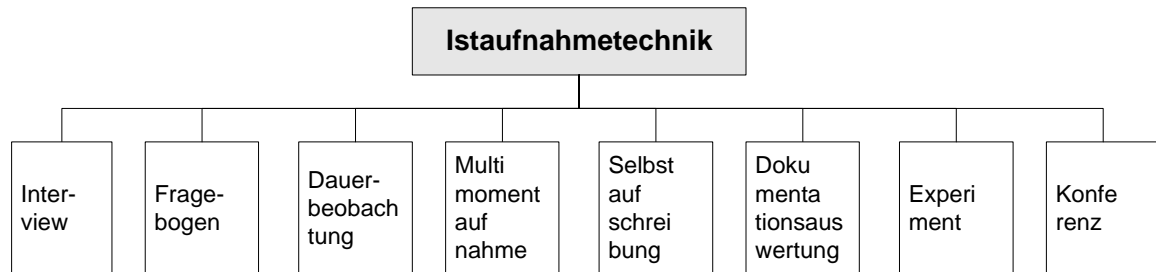 Istaufnahmetechnik
Inter-
view
Frage-
bogen
Dauer-
beobach
tung
Multi
moment
auf
nahme
Selbst
auf
schrei
bung
Doku
menta
tionsaus
wertung
Experi
ment
Konfe
renz